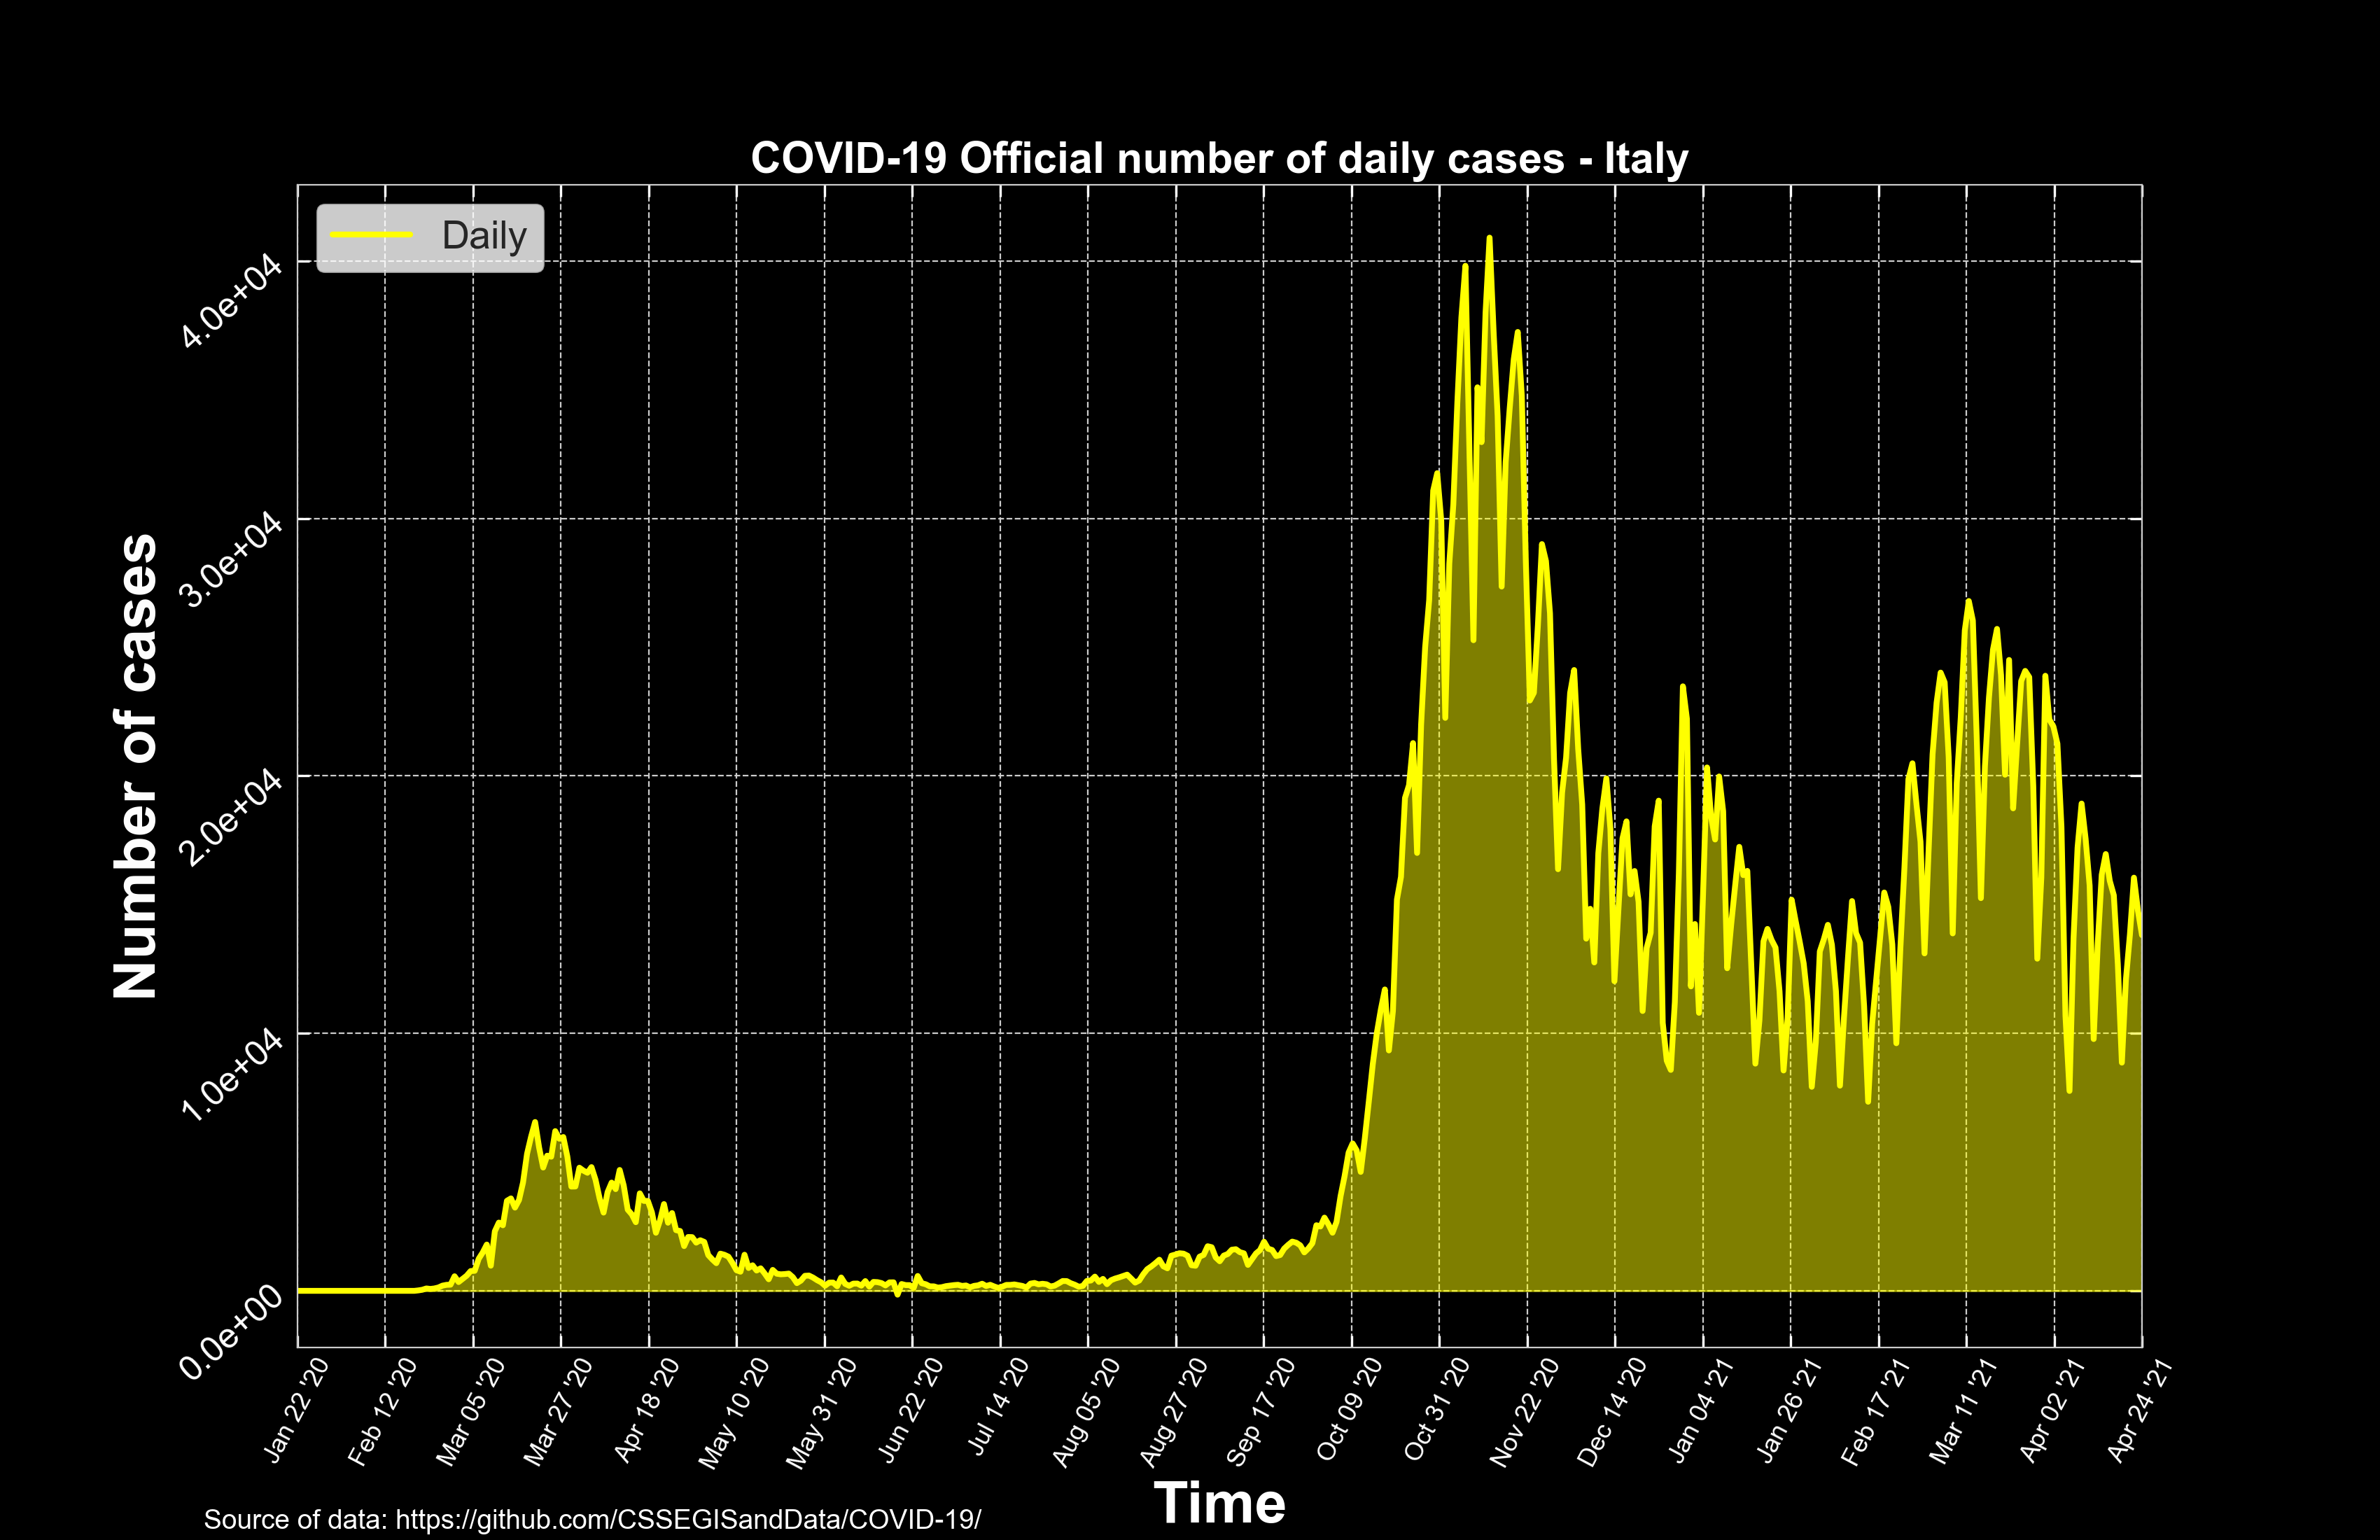 COVID-19 Official number of daily cases - Italy
Daily
Number of cases
4.0e+04
3.0e+04
2.0e+04
1.0e+04
0.0e+00
Jan 22 '20
Feb 12 '20
Mar 05 '20
Mar 27 '20
Apr 18 '20
May 10 '20
May 31 '20
Jun 22 '20
Jul 14 '20
Aug 05 '20
Aug 27 '20
Sep 17 '20
Oct 09 '20
Oct 31 '20
Nov 22 '20
Dec 14 '20
Jan 04 '21
Jan 26 '21
Feb 17 '21
Mar 11 '21
Apr 02 '21
Apr 24 '21
Time
Source of data: https://github.com/CSSEGISandData/COVID-19/